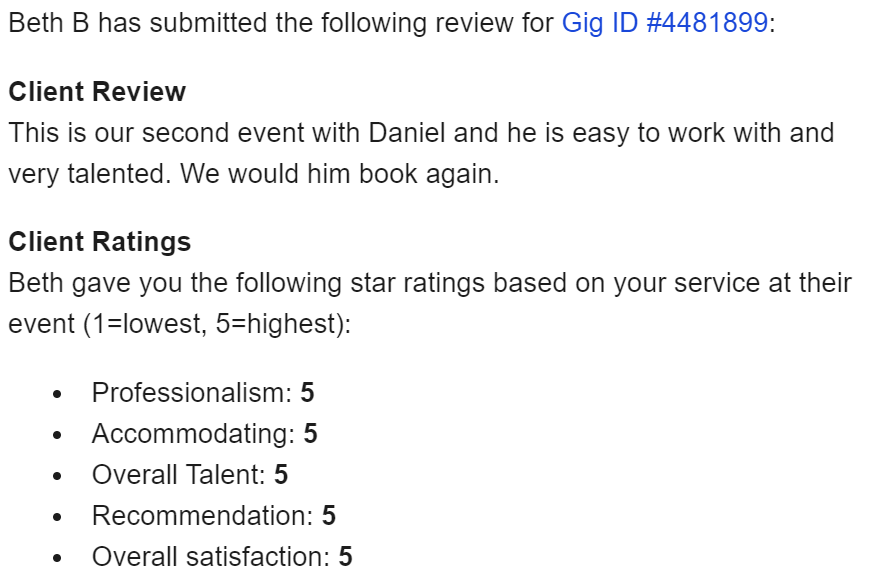 Beth B has submitted the following review for Gig ID #4481899:
Client Review
This is our second event with Daniel and he is easy to work with and
very talented. We would him book again.
Client Ratings
Beth gave you the following star ratings based on your service at their
event (1=lowest, 5=highest):
• Professionalism: 5
• Accommodating: 5
• Overall Talent: 5
• Recommendation: 5
• Overall satisfaction: 5